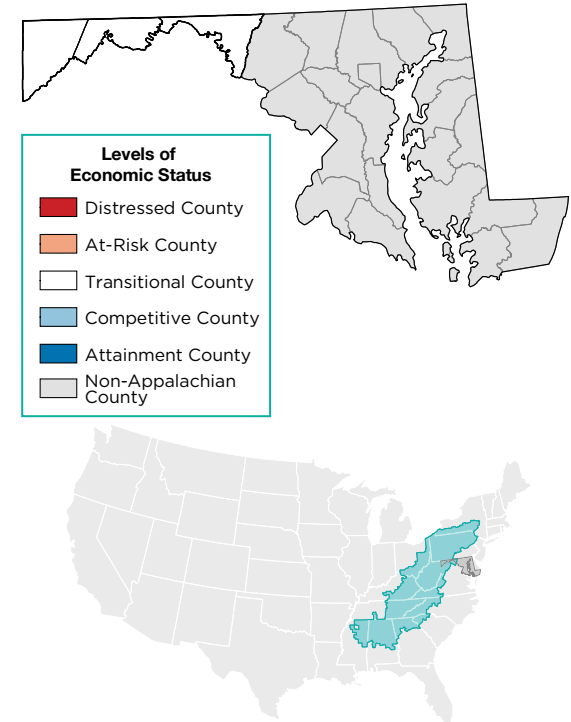 Levels of
Economic Status
Distressed County
At-Risk County
Transitional County
Competitive County
Attainment County
Non-Appalachian
County